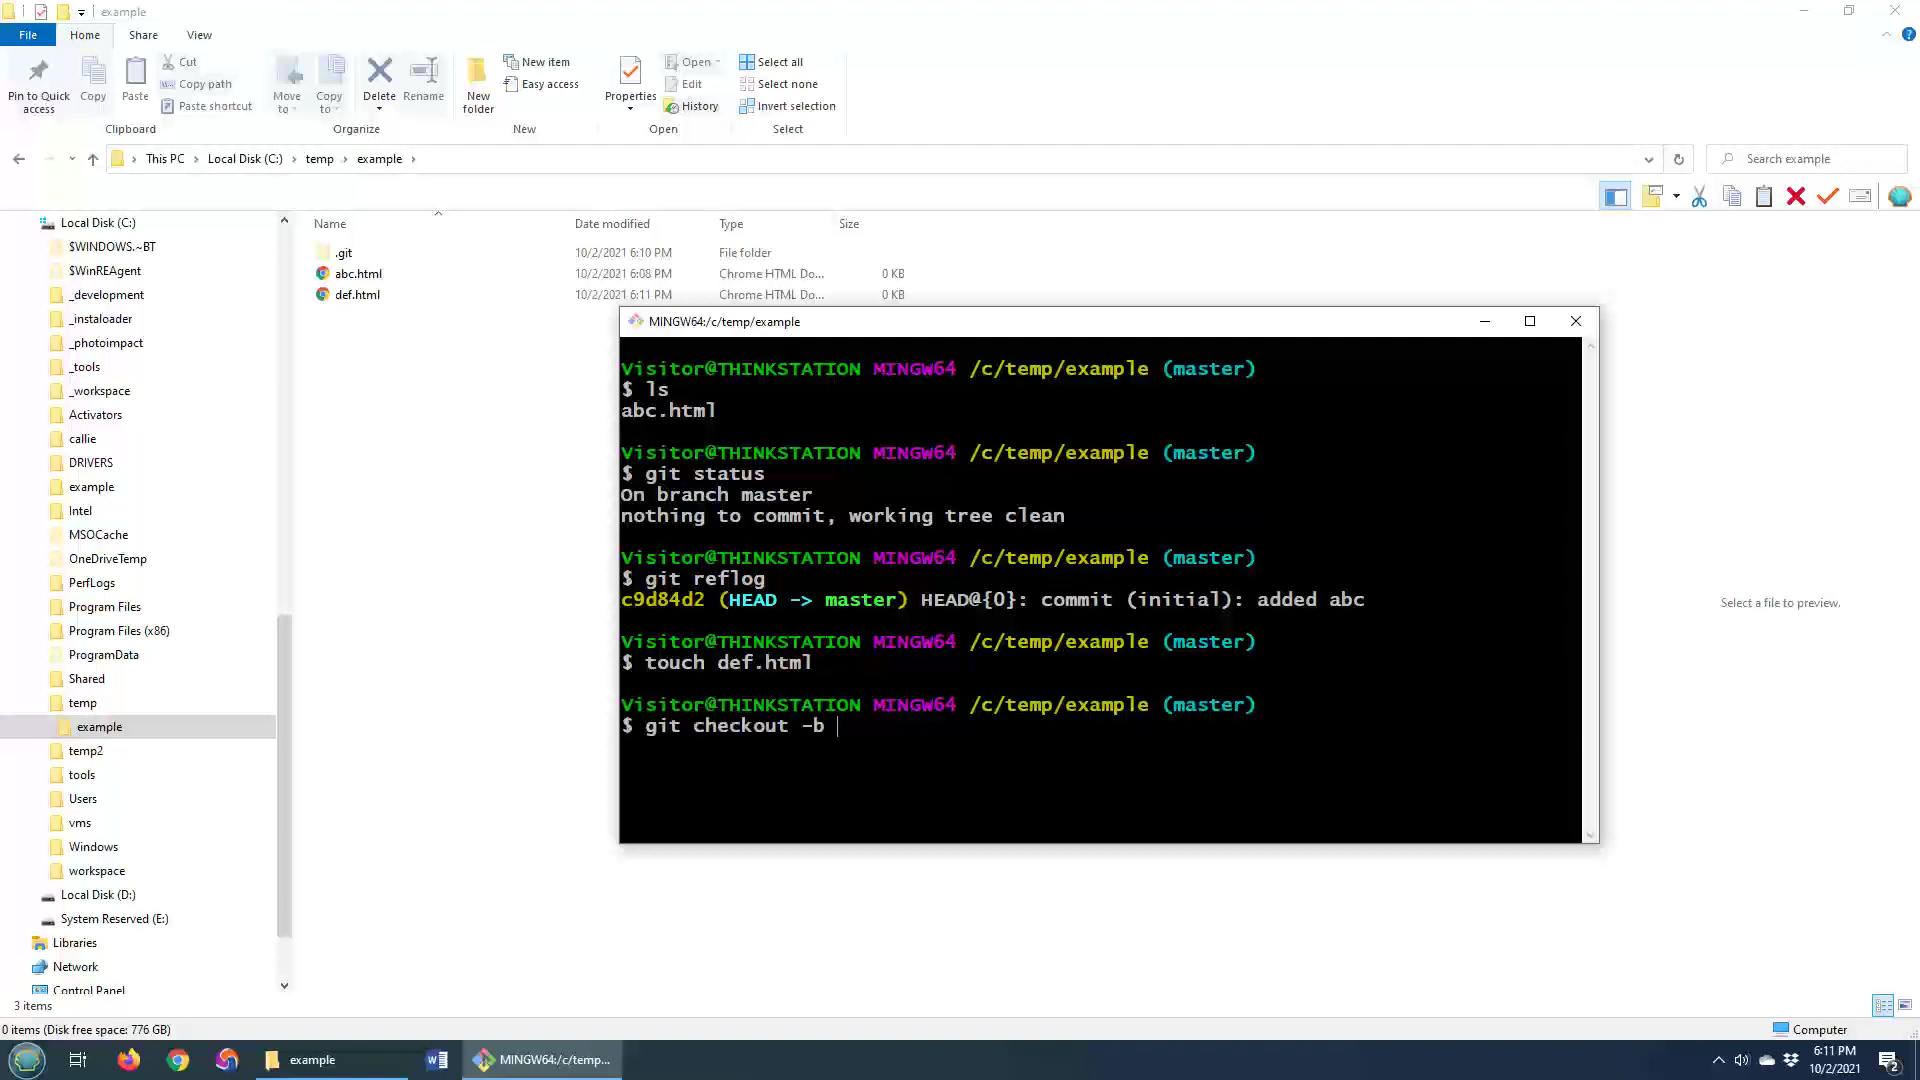 example
File
Home
Share
View
Pin to Quick access
Copy
Paste
Cut
Copy path
Paste shortcut
Move to
Copy to
Delete
Rename
New folder
New item
Easy access
Properties
Open
Edit
History
Select all
Select none
Invert selection
Clipboard
Organize
New
Open
Select
This PC
Local Disk (C:)
temp
example
Search example
Name
Date modified
Type
Size
.git 10/2/2021 6:10 PM File folder
abc.html 10/2/2021 6:08 PM Chrome HTML Do... 0 KB
def.html 10/2/2021 6:11 PM Chrome HTML Do... 0 KB
Local Disk (C:)
$WINDOWS.~BT
$WinREAgent
_development
_instaloader
_photoimpact
_tools
_workspace
Activators
callie
DRIVERS
example
Intel
MSOCache
OneDriveTemp
PerfLogs
Program Files
Program Files (x86)
ProgramData
Shared
temp
example
temp2
tools
Users
vms
Windows
workspace
Local Disk (D:)
System Reserved (E:)
Libraries
Network
Control Panel
MINGW64:/c/temp/example
Visitor@THINKSTATION MINGW64 /c/temp/example (master)
$ ls
abc.html
Visitor@THINKSTATION MINGW64 /c/temp/example (master)
$ git status
On branch master
nothing to commit, working tree clean
Visitor@THINKSTATION MINGW64 /c/temp/example (master)
$ git reflog
c9d84d2 (HEAD -> master) HEAD@{0}: commit (initial): added abc
Visitor@THINKSTATION MINGW64 /c/temp/example (master)
$ touch def.html
Visitor@THINKSTATION MINGW64 /c/temp/example (master)
$ git checkout -b
Select a file to preview.
3 items
0 items (Disk free space: 776 GB)
Computer
example
MINGW64:/c/temp...
6:11 PM
10/2/2021
2